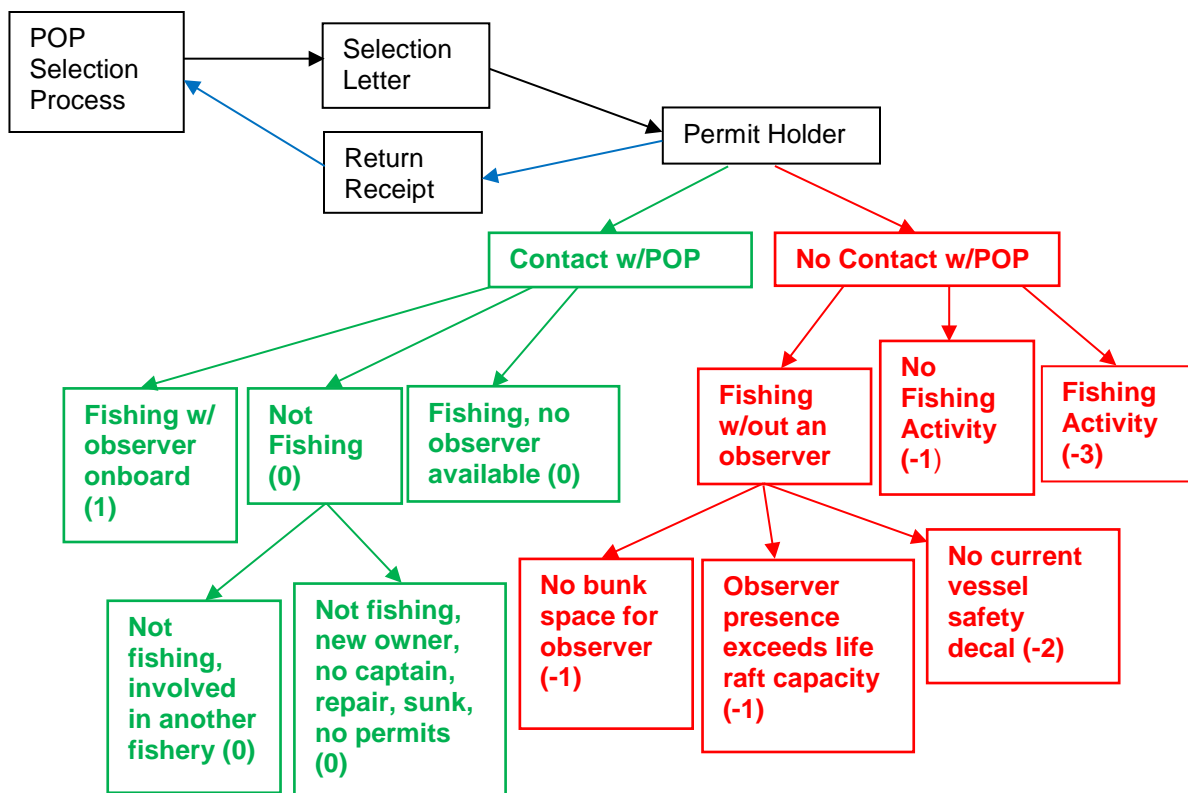 POP
Selection
Process
Selection
Letter
Return
Receipt
Permit Holder
Contact w/POP
No Contact w/POP
Fishing w/
observer
onboard
(1)
Not
Fishing
(0)
Fishing, no
observer
available (0)
Fishing
w/out an
observer
No
Fishing
Activity
(-1)
Fishing
Activity
(-3)
Not
fishing,
involved
in another
fishery (0)
Not fishing,
new owner,
no captain,
repair, sunk,
no permits
(0)
No bunk
space for
observer
(-1)
Observer
presence
exceeds life
raft capacity
(-1)
No current
vessel
safety
decal (-2)